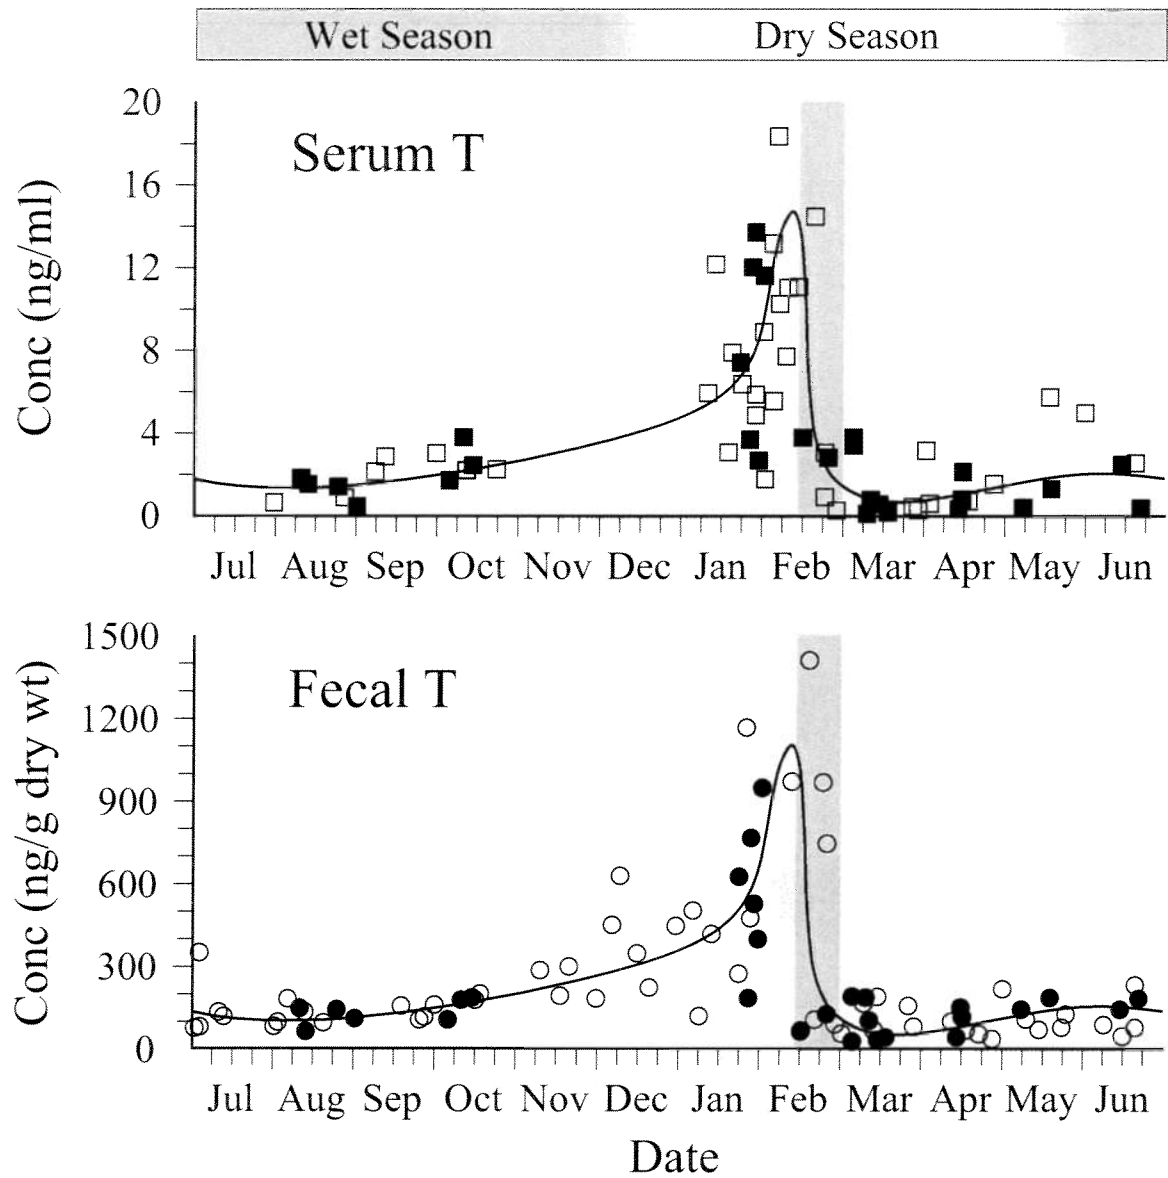 Wet Season Dry Season
20
Serum T
16
12
8
4
0
Conc (ng/ml)
Jul Aug Sep Oct Nov Dec Jan Feb Mar Apr May Jun
1500
Fecal T
1200
900
600
300
0
Conc (ng/g dry wt)
Jul Aug Sep Oct Nov Dec Jan Feb Mar Apr May Jun
Date